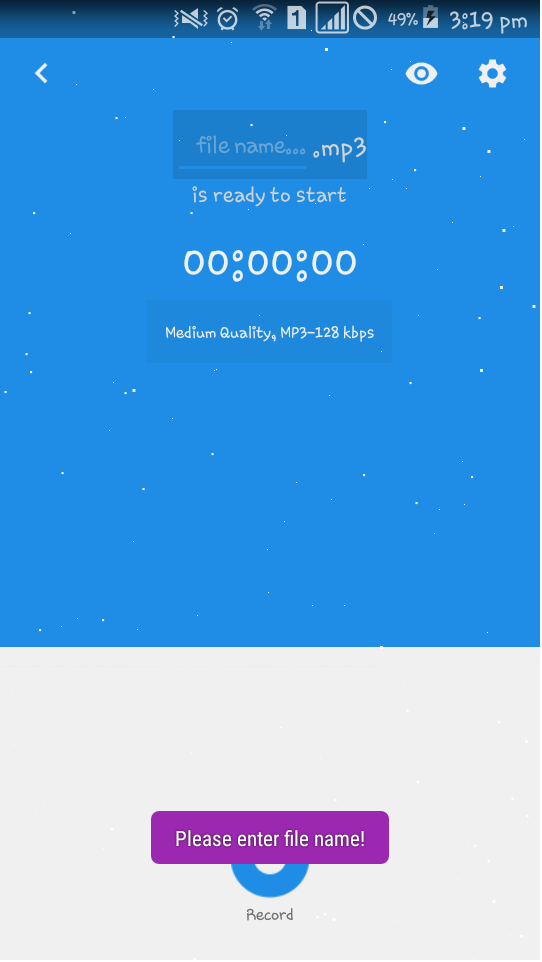 1 49% 3:19 pm
file name... .mp3
is ready to start
00:00:00
Medium Quality, MP3-128 kbps
Please enter file name!
Record